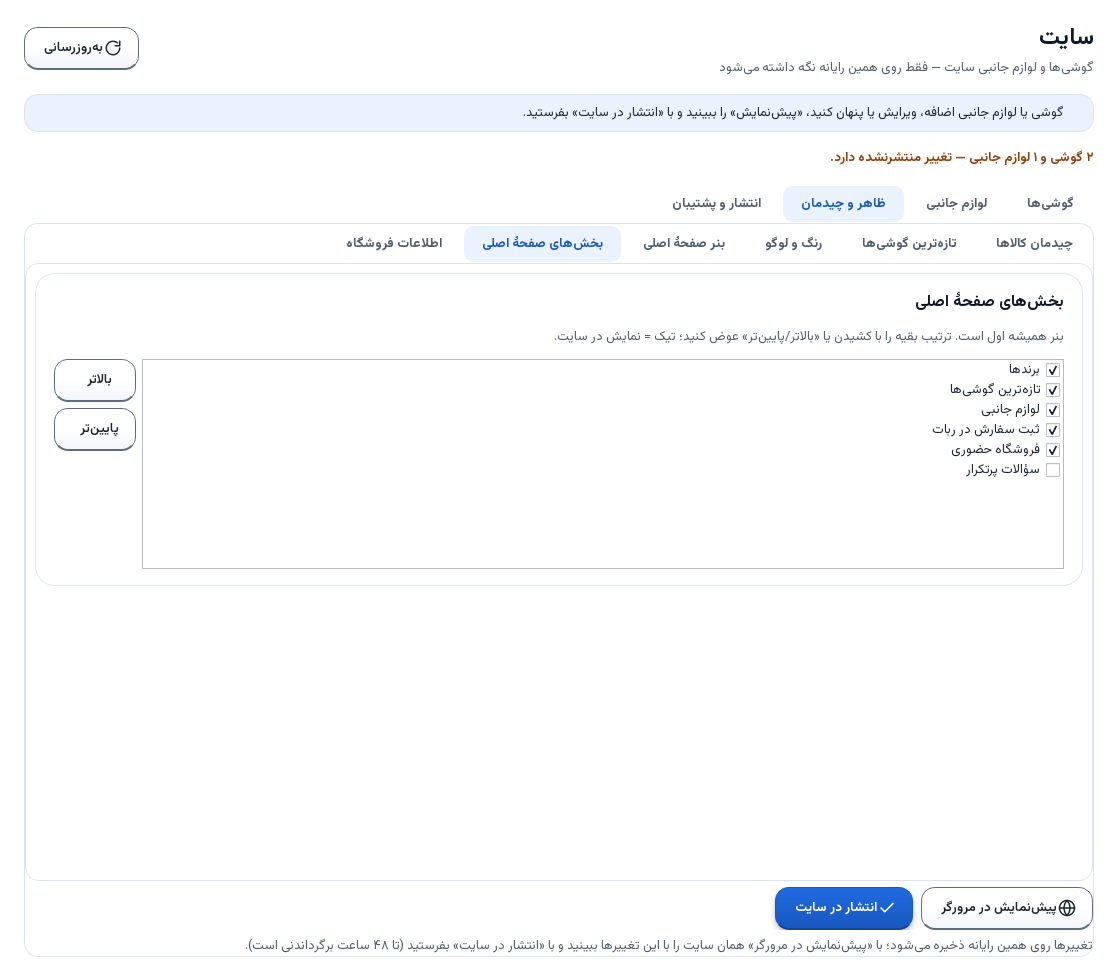 سایت
به‌روزرسانی
گوشی‌ها و لوازم جانبی سایت — فقط روی همین رایانه نگه داشته می‌شود
گوشی یا لوازم جانبی اضافه، ویرایش یا پنهان کنید، «پیش‌نمایش» را ببینید و با «انتشار در سایت» بفرستید.
۲ گوشی و ۱ لوازم جانبی — تغییر منتشرنشده دارد.
گوشی‌ها لوازم جانبی ظاهر و چیدمان انتشار و پشتیبان
چیدمان کالاها تازه‌ترین گوشی‌ها رنگ و لوگو بنر صفحهٔ اصلی بخش‌های صفحهٔ اصلی اطلاعات فروشگاه
بخش‌های صفحهٔ اصلی
بنر همیشه اول است. ترتیب بقیه را با کشیدن یا «بالاتر/پایین‌تر» عوض کنید؛ تیک = نمایش در سایت.
برندها
تازه‌ترین گوشی‌ها
لوازم جانبی
ثبت سفارش در ربات
فروشگاه حضوری
سؤالات پرتکرار
بالاتر
پایین‌تر
پیش‌نمایش در مرورگر انتشار در سایت
تغییرها روی همین رایانه ذخیره می‌شود؛ با «پیش‌نمایش در مرورگر» همان سایت را با این تغییرها ببینید و با «انتشار در سایت» بفرستید (تا ۴۸ ساعت برگرداندنی است).